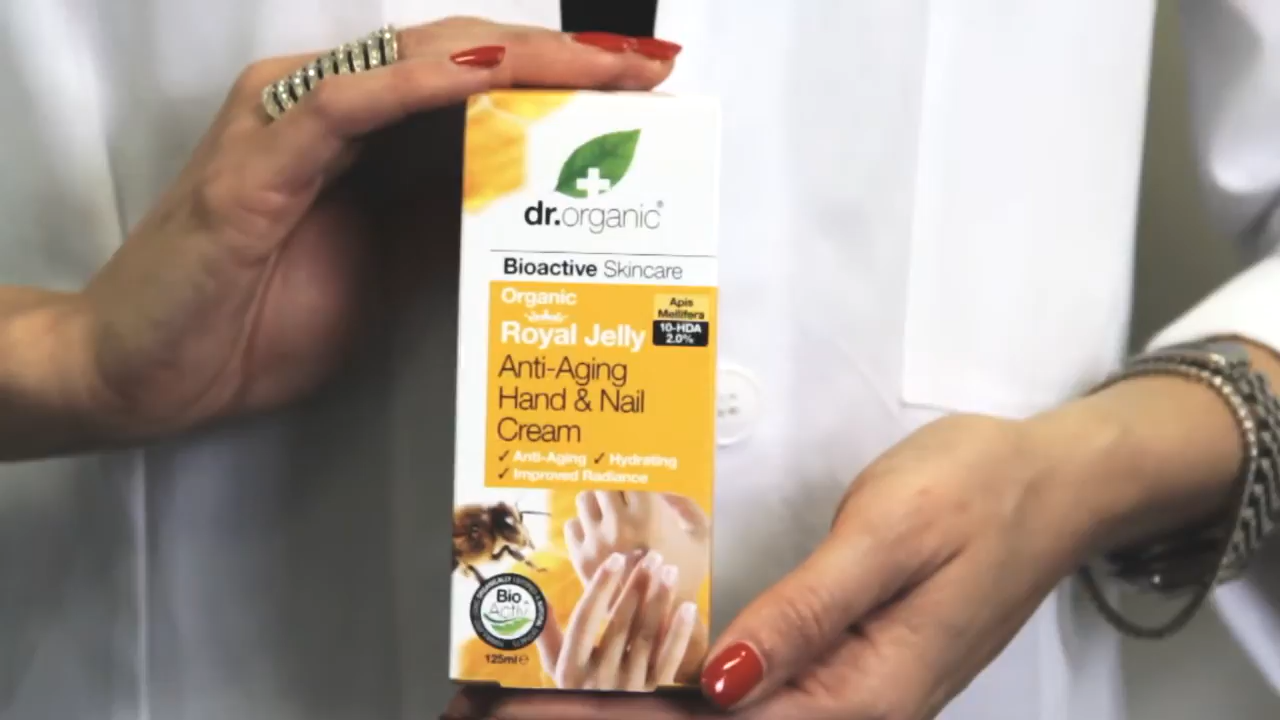 dr.organic®
Bioactive Skincare
Organic
Royal Jelly
Apis
Mellifera
10-HDA
2.0%
Anti-Aging
Hand & Nail
Cream
✓ Anti-Aging ✓ Hydrating
✓ Improved Radiance
Bio
Activ
125ml e